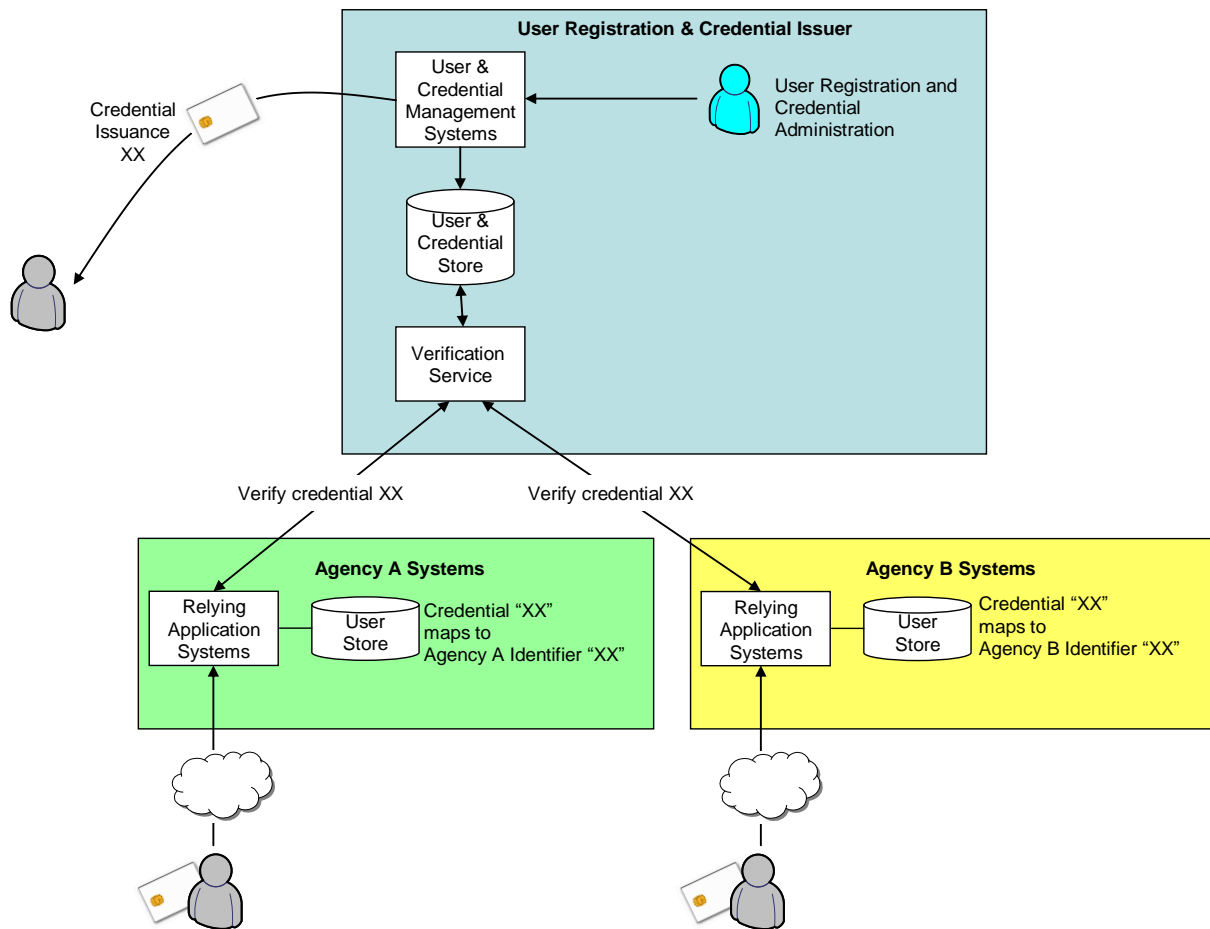 User Registration & Credential Issuer
User &
Credential
Management
Systems
User Registration and
Credential
Administration
Credential
Issuance
XX
User &
Credential
Store
Verification
Service
Verify credential XX
Verify credential XX
Agency A Systems
Relying
Application
Systems
User
Store
Credential “XX”
maps to
Agency A Identifier “XX”
Agency B Systems
Relying
Application
Systems
User
Store
Credential “XX”
maps to
Agency B Identifier “XX”